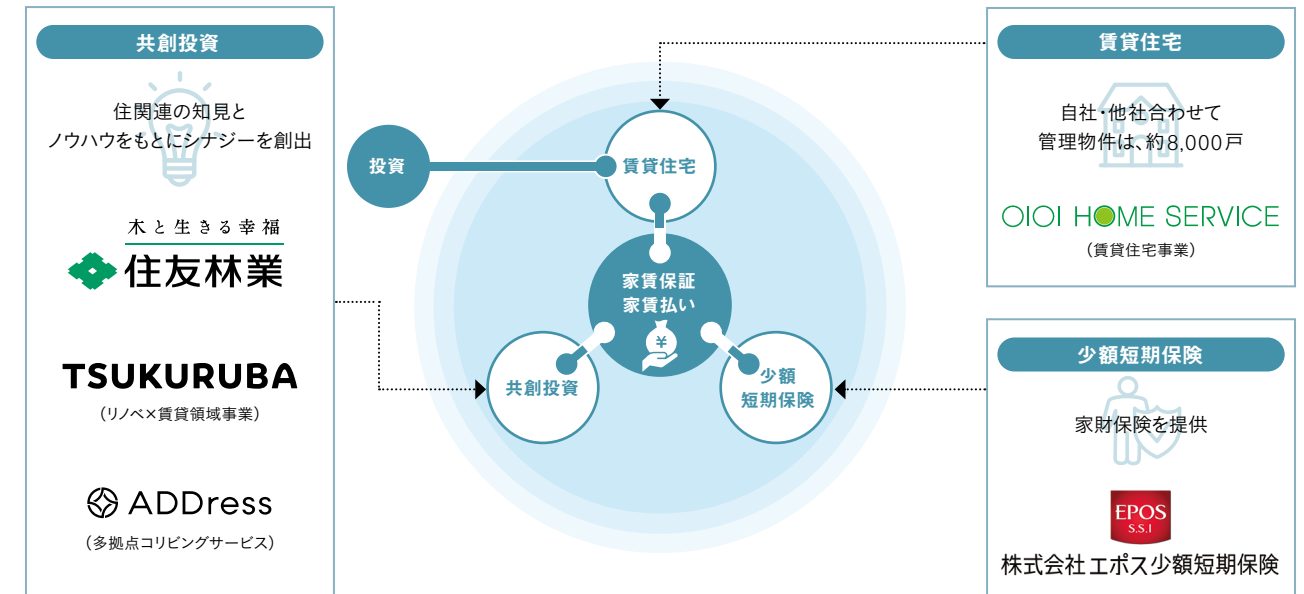 共創投資
住関連の知見と
ノウハウをもとにシナジーを創出
木と生きる幸福
住友林業
TSUKURUBA
（リノベ×賃貸領域事業）
ADDress
（多拠点コリビングサービス）
投資
賃貸住宅
家賃保証
家賃払い
¥
共創投資
少額
短期保険
賃貸住宅
自社・他社合わせて
管理物件は、約8,000戸
OIOI HOME SERVICE
（賃貸住宅事業）
少額短期保険
家財保険を提供
EPOS
S.S.I
株式会社エポス少額短期保険